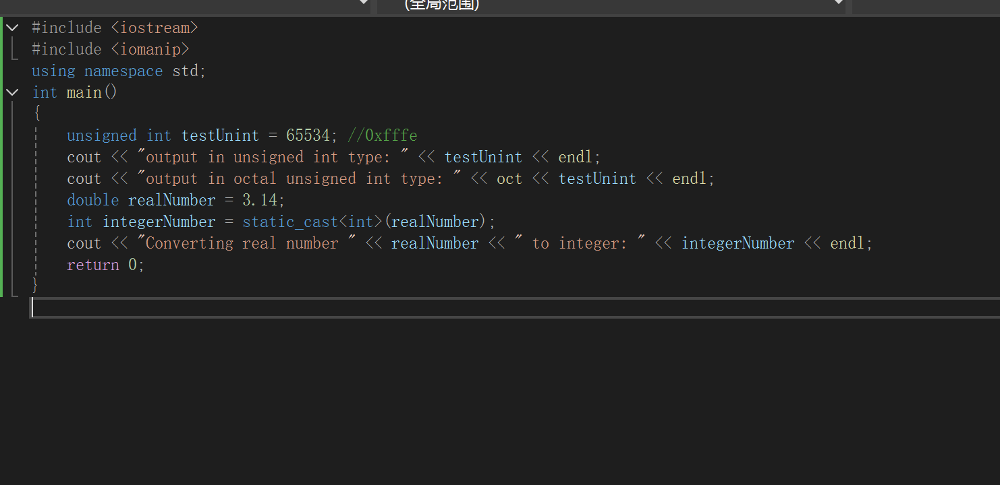 (全局范围)
#include <iostream>
#include <iomanip>
using namespace std;
int main()
{
    unsigned int testUnint = 65534; //0xfffe
    cout << "output in unsigned int type: " << testUnint << endl;
    cout << "output in octal unsigned int type: " << oct << testUnint << endl;
    double realNumber = 3.14;
    int integerNumber = static_cast<int>(realNumber);
    cout << "Converting real number " << realNumber << " to integer: " << integerNumber << endl;
    return 0;
}